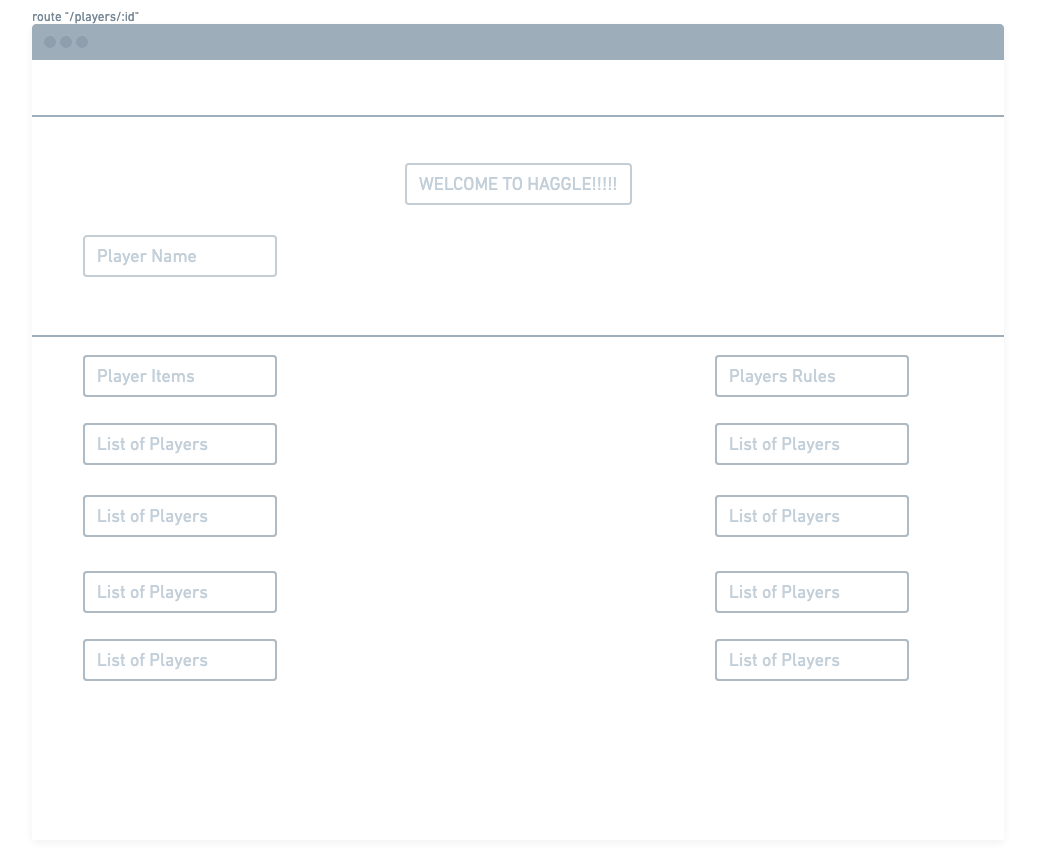 route "/players/:id"
WELCOME TO HAGGLE!!!!!
Player Name
Player Items
Players Rules
List of Players
List of Players
List of Players
List of Players
List of Players
List of Players
List of Players
List of Players